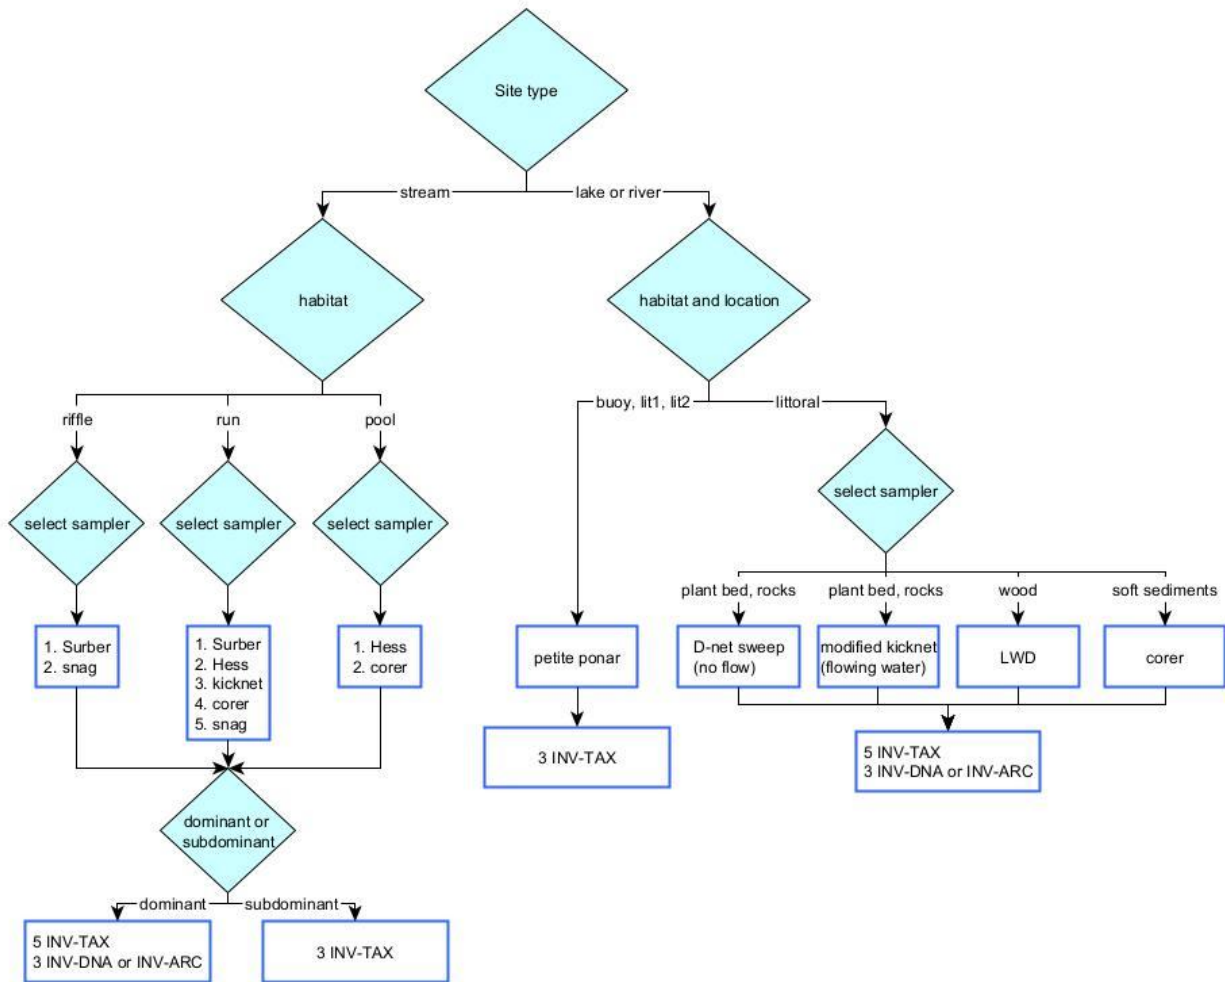 Site type
stream
lake or river
habitat
habitat and location
riffle
run
pool
buoy, lit1, lit2
littoral
select sampler
select sampler
select sampler
select sampler
plant bed, rocks
plant bed, rocks
wood
soft sediments
1. Surber
2. snag
1. Surber
2. Hess
3. kicknet
4. corer
5. snag
1. Hess
2. corer
petite ponar
D-net sweep
(no flow)
modified kicknet
(flowing water)
LWD
corer
3 INV-TAX
5 INV-TAX
3 INV-DNA or INV-ARC
dominant or
subdominant
dominant
subdominant
5 INV-TAX
3 INV-DNA or INV-ARC
3 INV-TAX